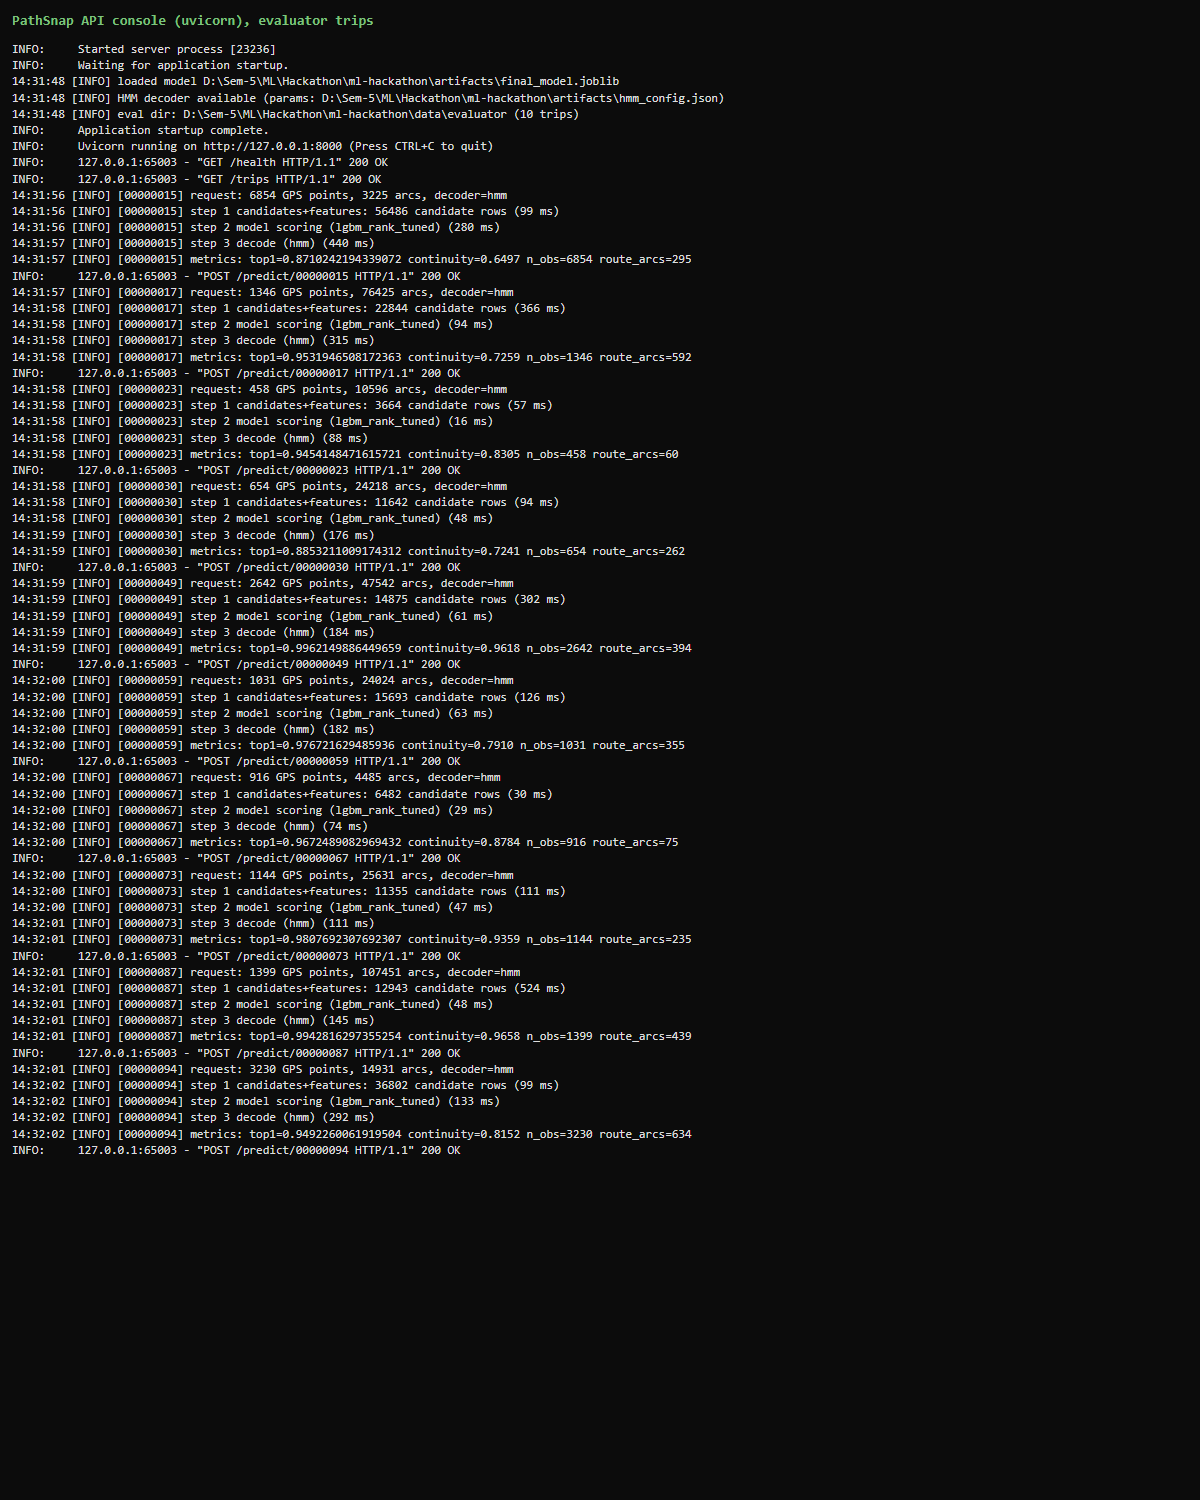 PathSnap API console (uvicorn), evaluator trips
INFO:     Started server process [23236]
INFO:     Waiting for application startup.
14:31:48 [INFO] loaded model D:\Sem-5\ML\Hackathon\ml-hackathon\artifacts\final_model.joblib
14:31:48 [INFO] HMM decoder available (params: D:\Sem-5\ML\Hackathon\ml-hackathon\artifacts\hmm_config.json)
14:31:48 [INFO] eval dir: D:\Sem-5\ML\Hackathon\ml-hackathon\data\evaluator (10 trips)
INFO:     Application startup complete.
INFO:     Uvicorn running on http://127.0.0.1:8000 (Press CTRL+C to quit)
INFO:     127.0.0.1:65003 - "GET /health HTTP/1.1" 200 OK
INFO:     127.0.0.1:65003 - "GET /trips HTTP/1.1" 200 OK
14:31:56 [INFO] [00000015] request: 6854 GPS points, 3225 arcs, decoder=hmm
14:31:56 [INFO] [00000015] step 1 candidates+features: 56486 candidate rows (99 ms)
14:31:56 [INFO] [00000015] step 2 model scoring (lgbm_rank_tuned) (280 ms)
14:31:57 [INFO] [00000015] step 3 decode (hmm) (440 ms)
14:31:57 [INFO] [00000015] metrics: top1=0.8710242194339072 continuity=0.6497 n_obs=6854 route_arcs=295
INFO:     127.0.0.1:65003 - "POST /predict/00000015 HTTP/1.1" 200 OK
14:31:57 [INFO] [00000017] request: 1346 GPS points, 76425 arcs, decoder=hmm
14:31:58 [INFO] [00000017] step 1 candidates+features: 22844 candidate rows (366 ms)
14:31:58 [INFO] [00000017] step 2 model scoring (lgbm_rank_tuned) (94 ms)
14:31:58 [INFO] [00000017] step 3 decode (hmm) (315 ms)
14:31:58 [INFO] [00000017] metrics: top1=0.9531946508172363 continuity=0.7259 n_obs=1346 route_arcs=592
INFO:     127.0.0.1:65003 - "POST /predict/00000017 HTTP/1.1" 200 OK
14:31:58 [INFO] [00000023] request: 458 GPS points, 10596 arcs, decoder=hmm
14:31:58 [INFO] [00000023] step 1 candidates+features: 3664 candidate rows (57 ms)
14:31:58 [INFO] [00000023] step 2 model scoring (lgbm_rank_tuned) (16 ms)
14:31:58 [INFO] [00000023] step 3 decode (hmm) (88 ms)
14:31:58 [INFO] [00000023] metrics: top1=0.9454148471615721 continuity=0.8305 n_obs=458 route_arcs=60
INFO:     127.0.0.1:65003 - "POST /predict/00000023 HTTP/1.1" 200 OK
14:31:58 [INFO] [00000030] request: 654 GPS points, 24218 arcs, decoder=hmm
14:31:58 [INFO] [00000030] step 1 candidates+features: 11642 candidate rows (94 ms)
14:31:58 [INFO] [00000030] step 2 model scoring (lgbm_rank_tuned) (48 ms)
14:31:59 [INFO] [00000030] step 3 decode (hmm) (176 ms)
14:31:59 [INFO] [00000030] metrics: top1=0.8853211009174312 continuity=0.7241 n_obs=654 route_arcs=262
INFO:     127.0.0.1:65003 - "POST /predict/00000030 HTTP/1.1" 200 OK
14:31:59 [INFO] [00000049] request: 2642 GPS points, 47542 arcs, decoder=hmm
14:31:59 [INFO] [00000049] step 1 candidates+features: 14875 candidate rows (302 ms)
14:31:59 [INFO] [00000049] step 2 model scoring (lgbm_rank_tuned) (61 ms)
14:31:59 [INFO] [00000049] step 3 decode (hmm) (184 ms)
14:31:59 [INFO] [00000049] metrics: top1=0.9962149886449659 continuity=0.9618 n_obs=2642 route_arcs=394
INFO:     127.0.0.1:65003 - "POST /predict/00000049 HTTP/1.1" 200 OK
14:32:00 [INFO] [00000059] request: 1031 GPS points, 24024 arcs, decoder=hmm
14:32:00 [INFO] [00000059] step 1 candidates+features: 15693 candidate rows (126 ms)
14:32:00 [INFO] [00000059] step 2 model scoring (lgbm_rank_tuned) (63 ms)
14:32:00 [INFO] [00000059] step 3 decode (hmm) (182 ms)
14:32:00 [INFO] [00000059] metrics: top1=0.976721629485936 continuity=0.7910 n_obs=1031 route_arcs=355
INFO:     127.0.0.1:65003 - "POST /predict/00000059 HTTP/1.1" 200 OK
14:32:00 [INFO] [00000067] request: 916 GPS points, 4485 arcs, decoder=hmm
14:32:00 [INFO] [00000067] step 1 candidates+features: 6482 candidate rows (30 ms)
14:32:00 [INFO] [00000067] step 2 model scoring (lgbm_rank_tuned) (29 ms)
14:32:00 [INFO] [00000067] step 3 decode (hmm) (74 ms)
14:32:00 [INFO] [00000067] metrics: top1=0.9672489082969432 continuity=0.8784 n_obs=916 route_arcs=75
INFO:     127.0.0.1:65003 - "POST /predict/00000067 HTTP/1.1" 200 OK
14:32:00 [INFO] [00000073] request: 1144 GPS points, 25631 arcs, decoder=hmm
14:32:00 [INFO] [00000073] step 1 candidates+features: 11355 candidate rows (111 ms)
14:32:00 [INFO] [00000073] step 2 model scoring (lgbm_rank_tuned) (47 ms)
14:32:01 [INFO] [00000073] step 3 decode (hmm) (111 ms)
14:32:01 [INFO] [00000073] metrics: top1=0.9807692307692307 continuity=0.9359 n_obs=1144 route_arcs=235
INFO:     127.0.0.1:65003 - "POST /predict/00000073 HTTP/1.1" 200 OK
14:32:01 [INFO] [00000087] request: 1399 GPS points, 107451 arcs, decoder=hmm
14:32:01 [INFO] [00000087] step 1 candidates+features: 12943 candidate rows (524 ms)
14:32:01 [INFO] [00000087] step 2 model scoring (lgbm_rank_tuned) (48 ms)
14:32:01 [INFO] [00000087] step 3 decode (hmm) (145 ms)
14:32:01 [INFO] [00000087] metrics: top1=0.9942816297355254 continuity=0.9658 n_obs=1399 route_arcs=439
INFO:     127.0.0.1:65003 - "POST /predict/00000087 HTTP/1.1" 200 OK
14:32:01 [INFO] [00000094] request: 3230 GPS points, 14931 arcs, decoder=hmm
14:32:02 [INFO] [00000094] step 1 candidates+features: 36802 candidate rows (99 ms)
14:32:02 [INFO] [00000094] step 2 model scoring (lgbm_rank_tuned) (133 ms)
14:32:02 [INFO] [00000094] step 3 decode (hmm) (292 ms)
14:32:02 [INFO] [00000094] metrics: top1=0.9492260061919504 continuity=0.8152 n_obs=3230 route_arcs=634
INFO:     127.0.0.1:65003 - "POST /predict/00000094 HTTP/1.1" 200 OK